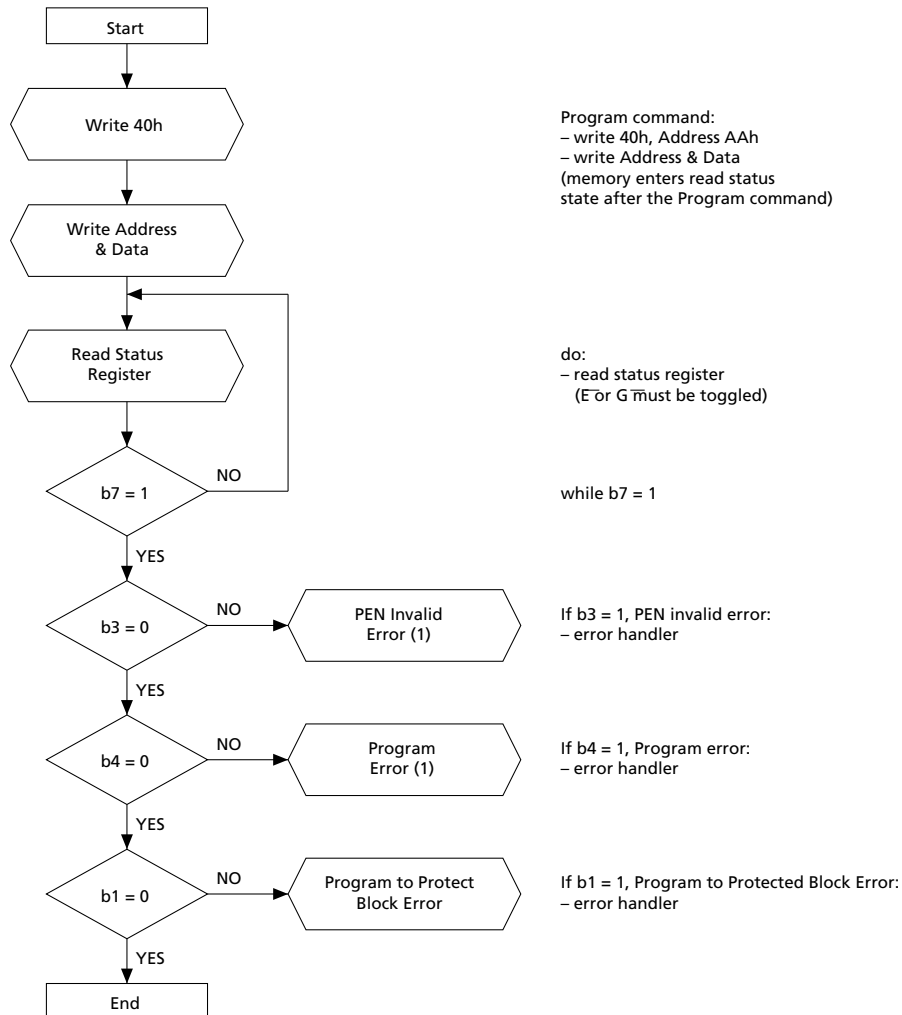 Start
Write 40h
Program command:
– write 40h, Address AAh
– write Address & Data
(memory enters read status
state after the Program command)
Write Address
& Data
Read Status
Register
do:
– read status register
(E̅ or G̅ must be toggled)
b7 = 1
NO
while b7 = 1
YES
b3 = 0
NO
PEN Invalid
Error (1)
If b3 = 1, PEN invalid error:
– error handler
YES
b4 = 0
NO
Program
Error (1)
If b4 = 1, Program error:
– error handler
YES
b1 = 0
NO
Program to Protect
Block Error
If b1 = 1, Program to Protected Block Error:
– error handler
YES
End